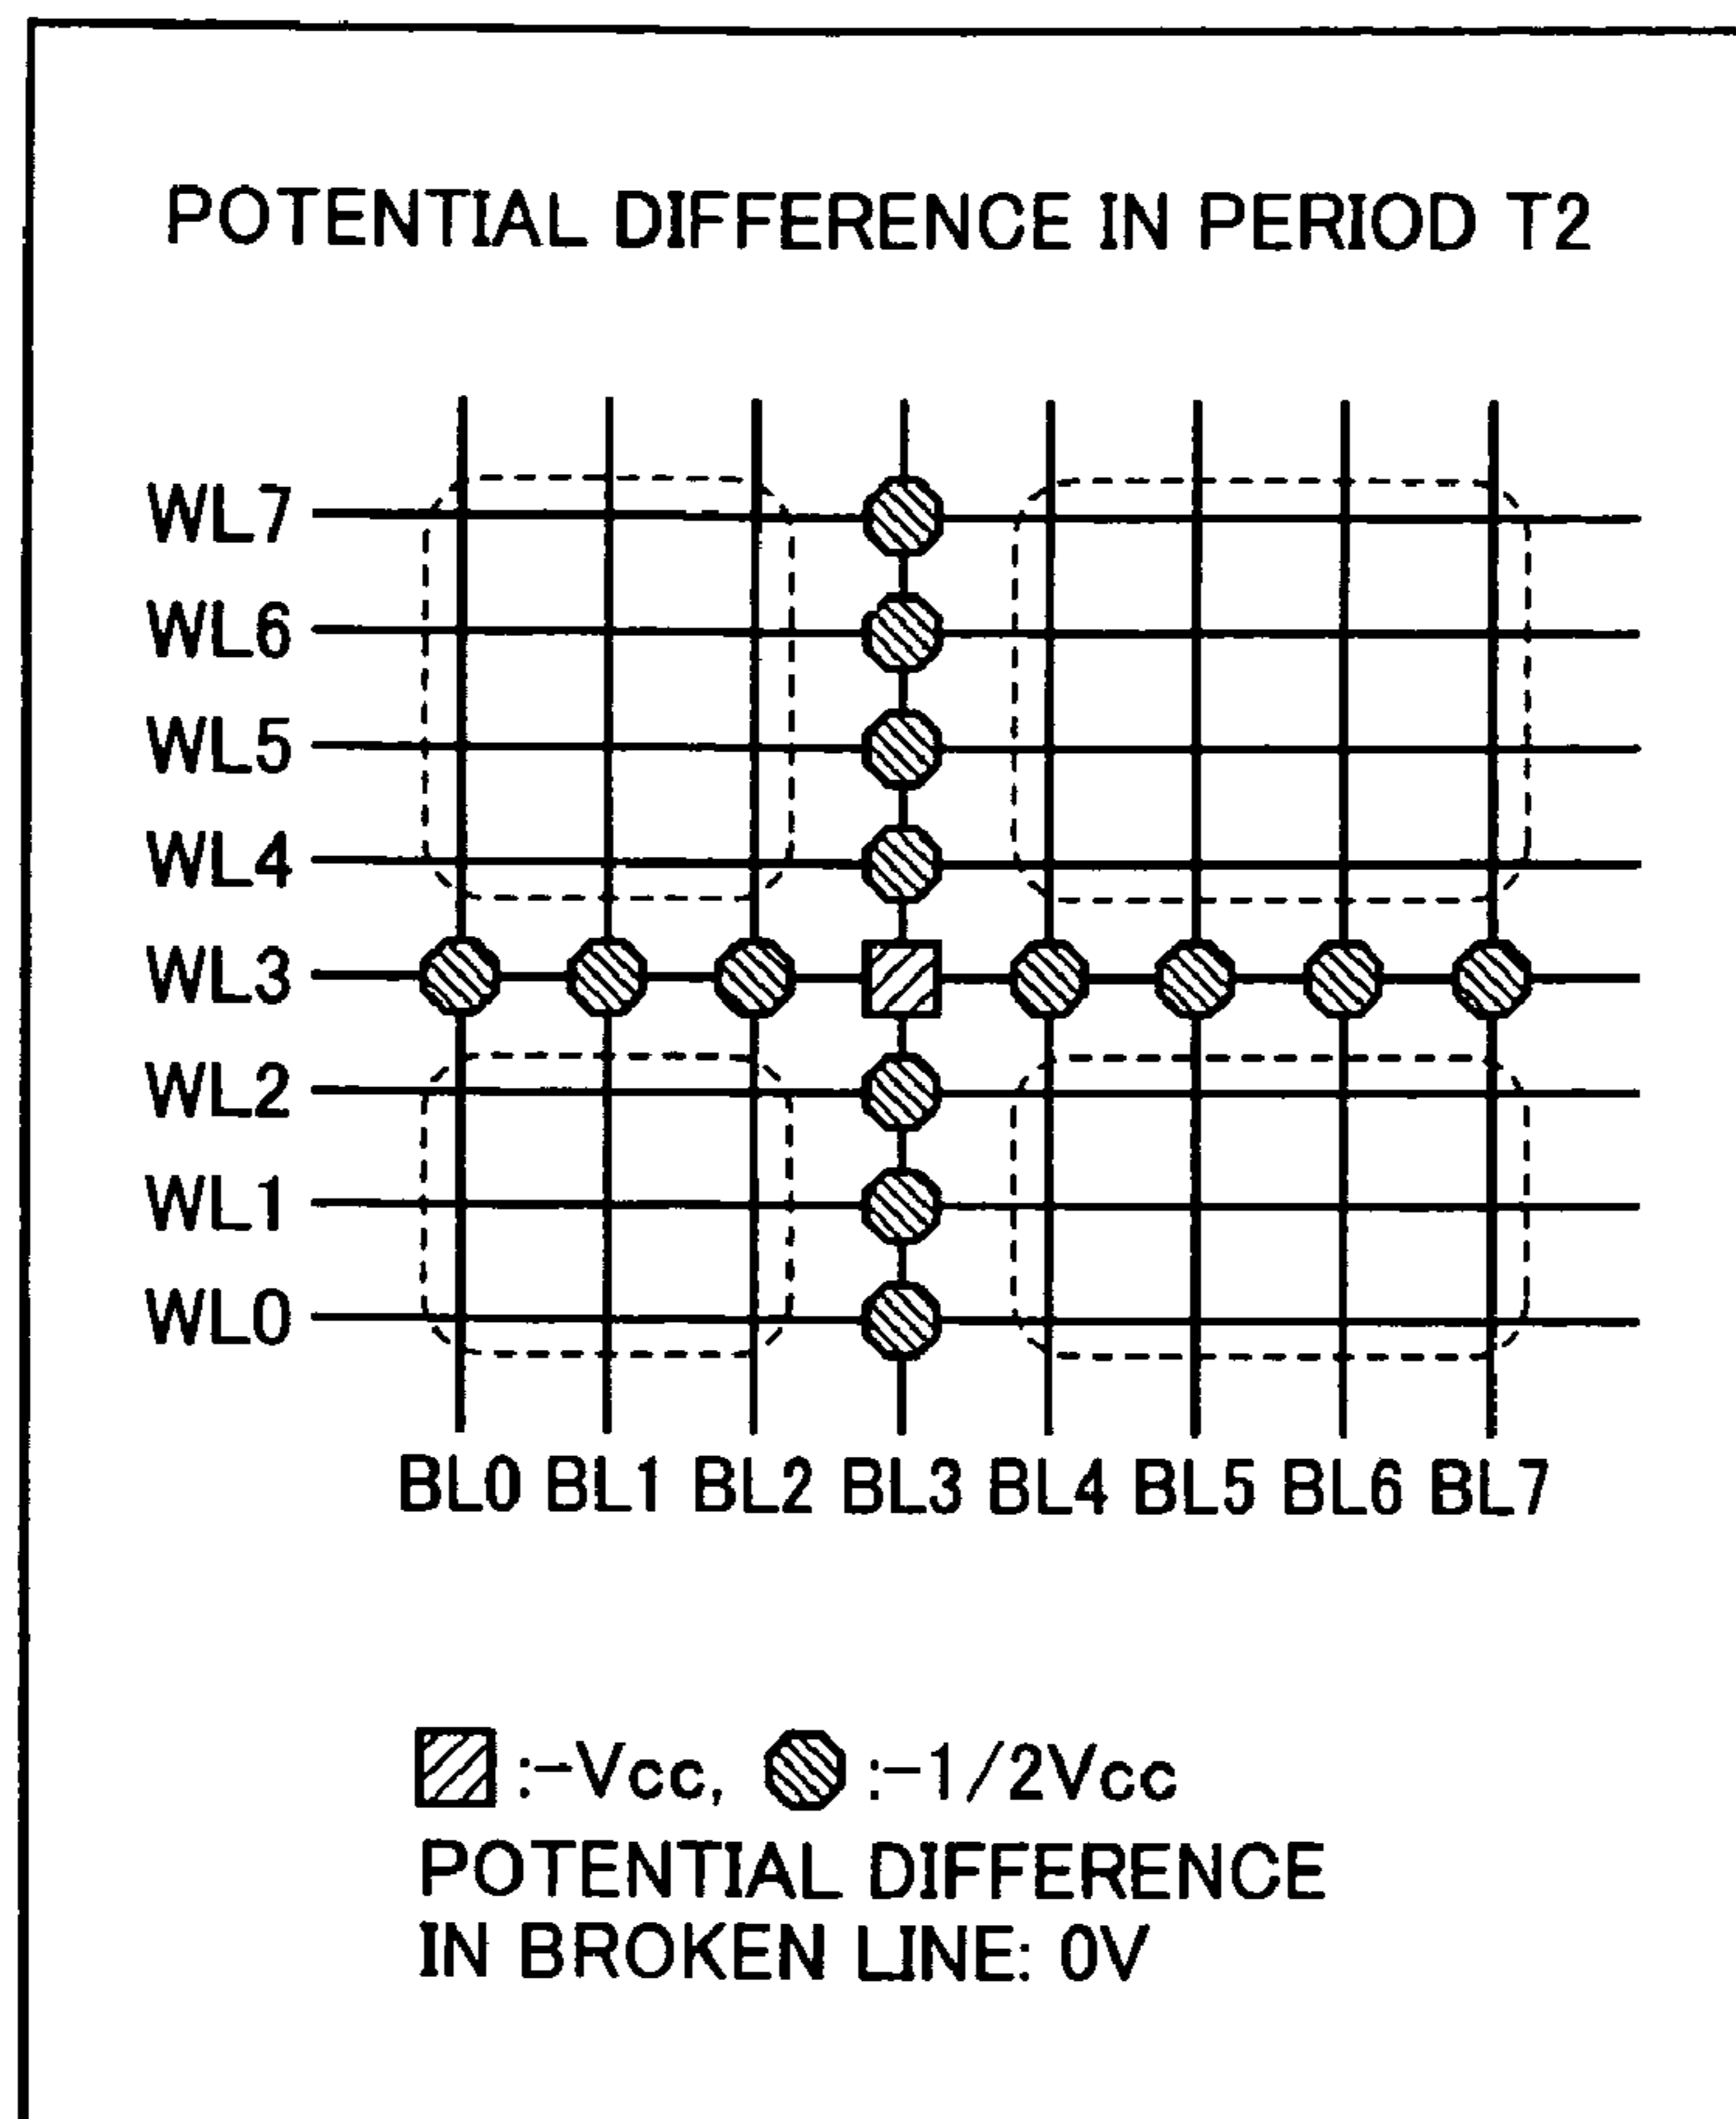 POTENTIAL DIFFERENCE IN PERIOD T2
WL7
WL6
WL5
WL4
WL3
WL2
WL1
WL0
BL0 BL1 BL2 BL3 BL4 BL5 BL6 BL7
:-Vcc, :-1/2Vcc
POTENTIAL DIFFERENCE
IN BROKEN LINE: 0V